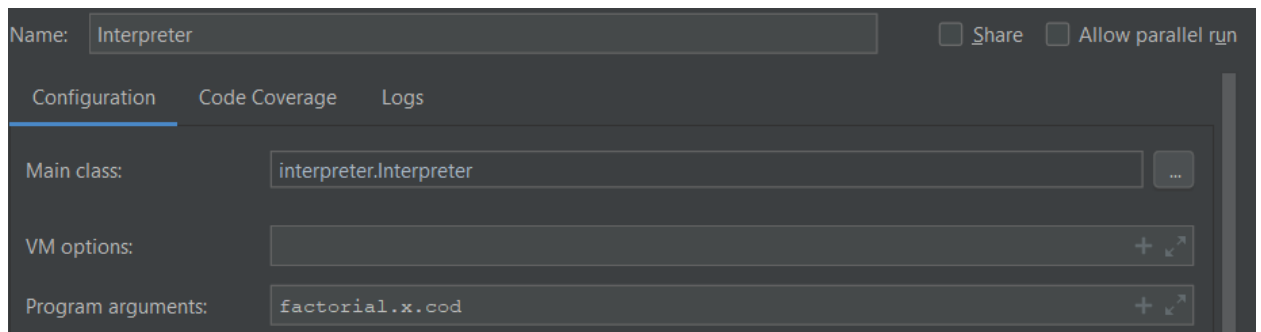 Name: Interpreter Share Allow parallel run
Configuration Code Coverage Logs
Main class: interpreter.Interpreter ...
VM options:
Program arguments: factorial.x.cod